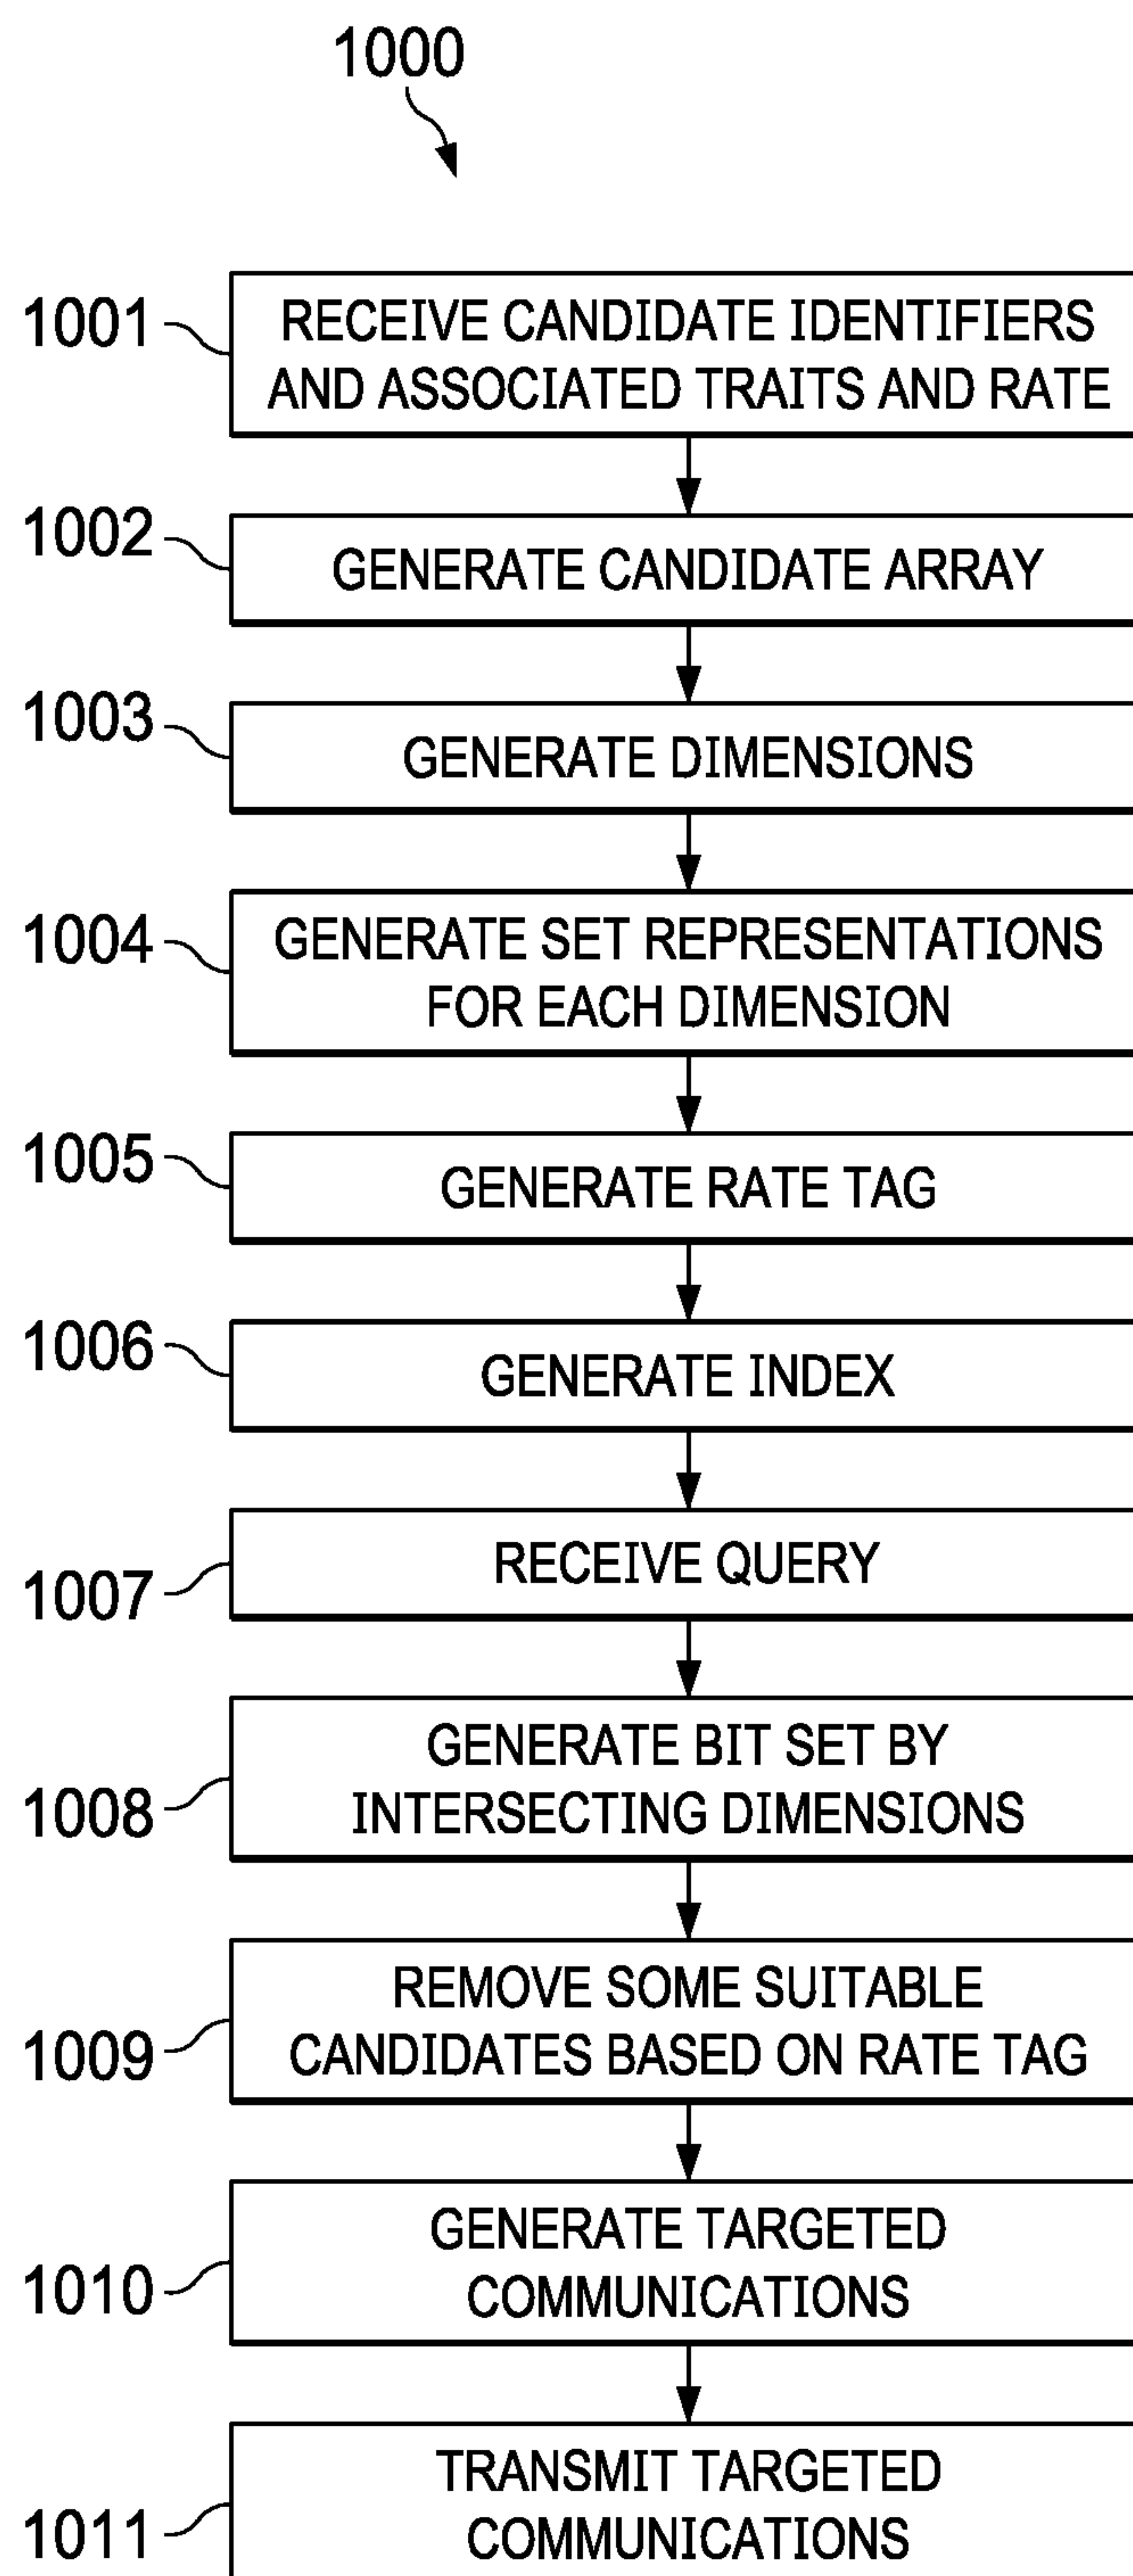 1000
1001
RECEIVE CANDIDATE IDENTIFIERS
AND ASSOCIATED TRAITS AND RATE
1002
GENERATE CANDIDATE ARRAY
1003
GENERATE DIMENSIONS
1004
GENERATE SET REPRESENTATIONS
FOR EACH DIMENSION
1005
GENERATE RATE TAG
1006
GENERATE INDEX
1007
RECEIVE QUERY
1008
GENERATE BIT SET BY
INTERSECTING DIMENSIONS
1009
REMOVE SOME SUITABLE
CANDIDATES BASED ON RATE TAG
1010
GENERATE TARGETED
COMMUNICATIONS
1011
TRANSMIT TARGETED
COMMUNICATIONS